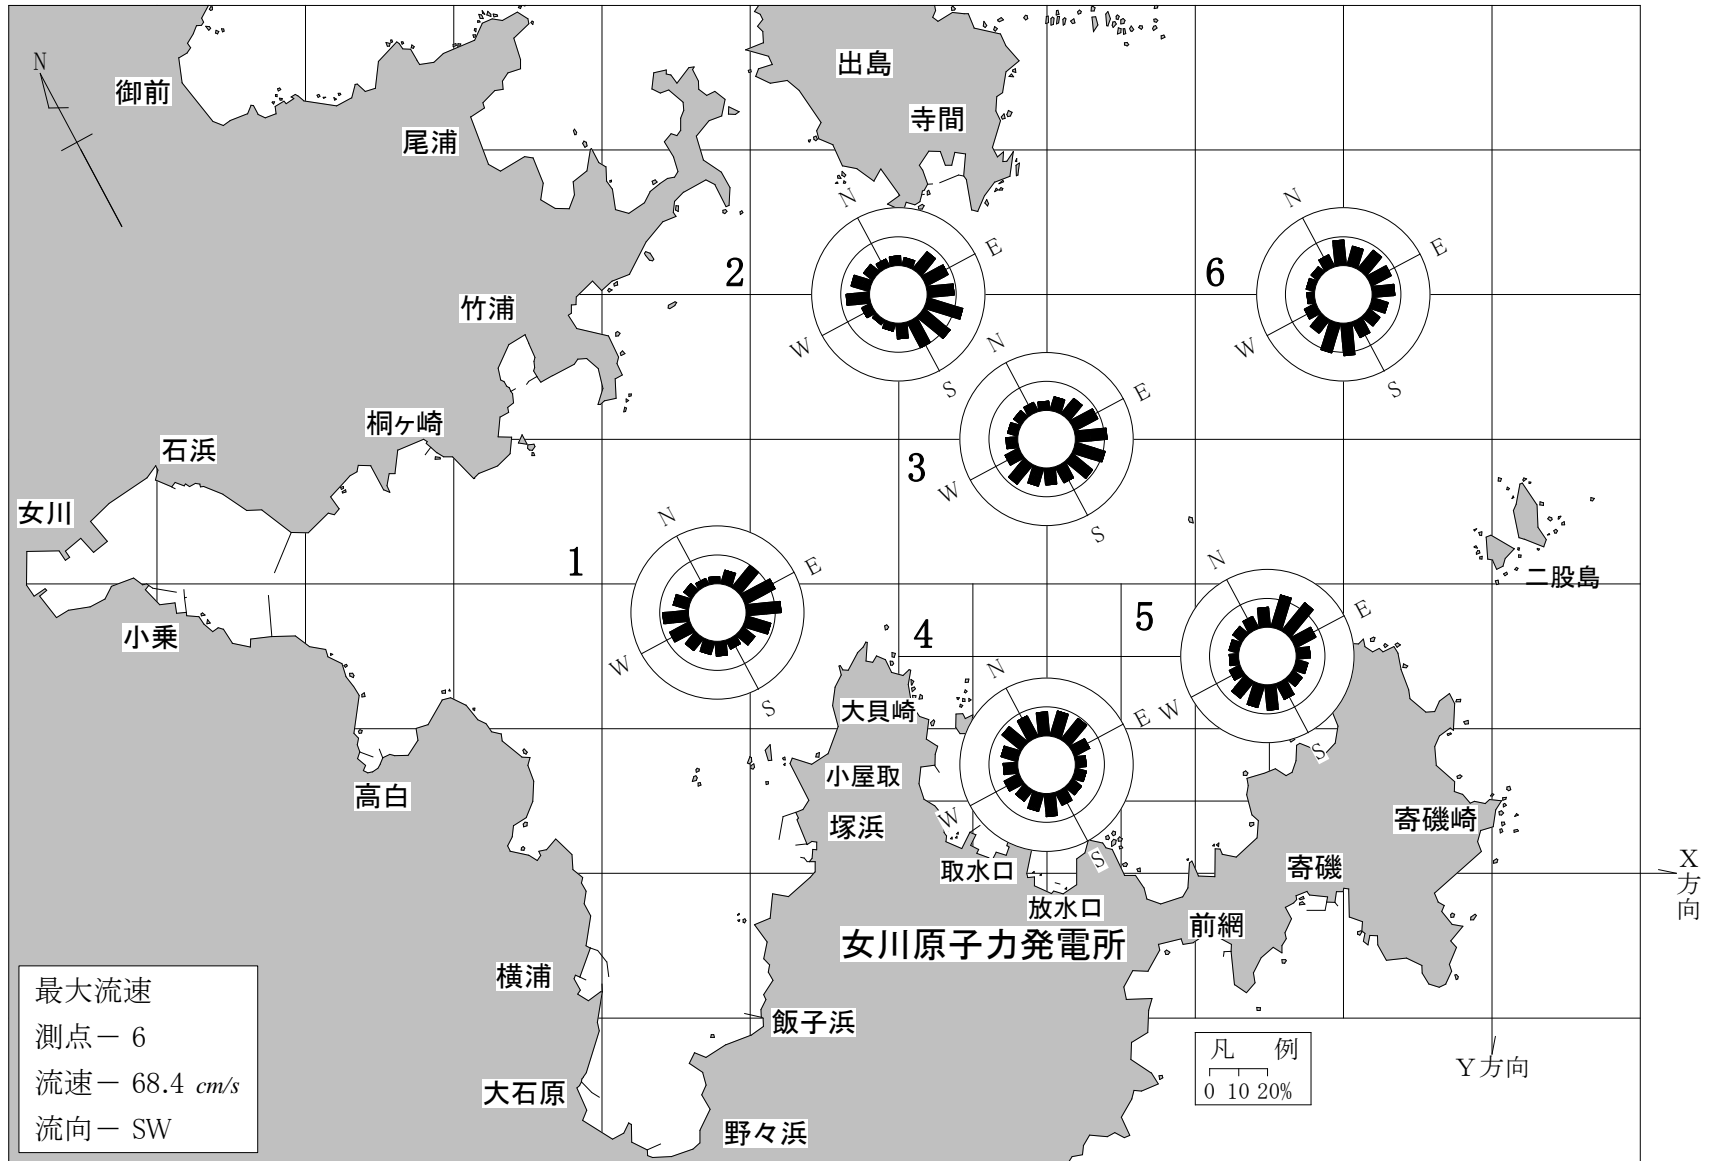 N
御前
尾浦
出島
寺間
N
E
W
S
2
N
E
W
S
6
竹浦
N
E
W
S
3
桐ヶ崎
石浜
女川
小乗
N
E
W
S
1
二股島
N
E
W
S
5
4
N
E
W
S
大貝崎
小屋取
塚浜
高白
取水口
放水口
女川原子力発電所
前網
寄磯
寄磯崎
X方向
横浦
飯子浜
大石原
野々浜
Y方向
凡 例
0 10 20%
最大流速
測点－6
流速－68.4 cm/s
流向－SW